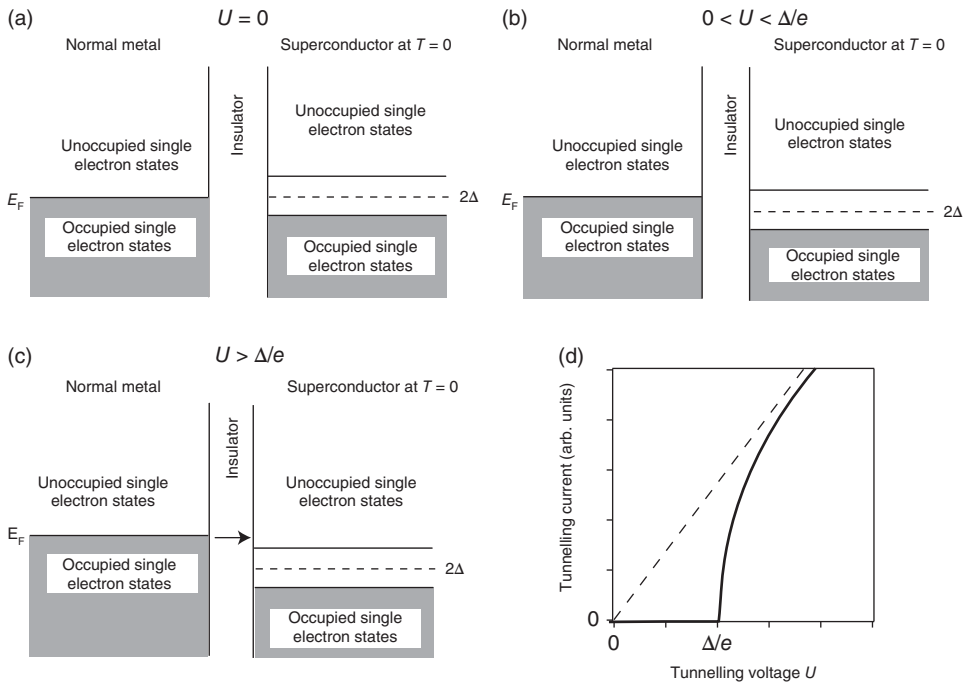 (a)
U = 0
Normal metal
Superconductor at T = 0
Insulator
Unoccupied single
electron states
Unoccupied single
electron states
E_F
2Δ
Occupied single
electron states
Occupied single
electron states
(b)
0 < U < Δ/e
Normal metal
Superconductor at T = 0
Insulator
Unoccupied single
electron states
Unoccupied single
electron states
E_F
2Δ
Occupied single
electron states
Occupied single
electron states
(c)
U > Δ/e
Normal metal
Superconductor at T = 0
Insulator
Unoccupied single
electron states
Unoccupied single
electron states
E_F
2Δ
Occupied single
electron states
Occupied single
electron states
(d)
Tunnelling current (arb. units)
0
0
Δ/e
Tunnelling voltage U